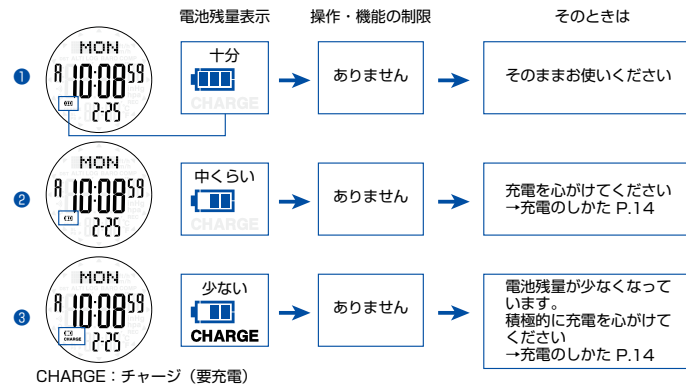 電池残量表示
操作・機能の制限
そのときは
❶
MON
A 10:08 59
2-25
十分
CHARGE
ありません
そのままお使いください
❷
MON
A 10:08 59
2-25
中くらい
CHARGE
ありません
充電を心がけてください
→充電のしかた P.14
❸
MON
A 10:08 59
CHARGE
2-25
少ない
CHARGE
ありません
電池残量が少なくなって
います。
積極的に充電を心がけて
ください
→充電のしかた P.14
CHARGE：チャージ（要充電）